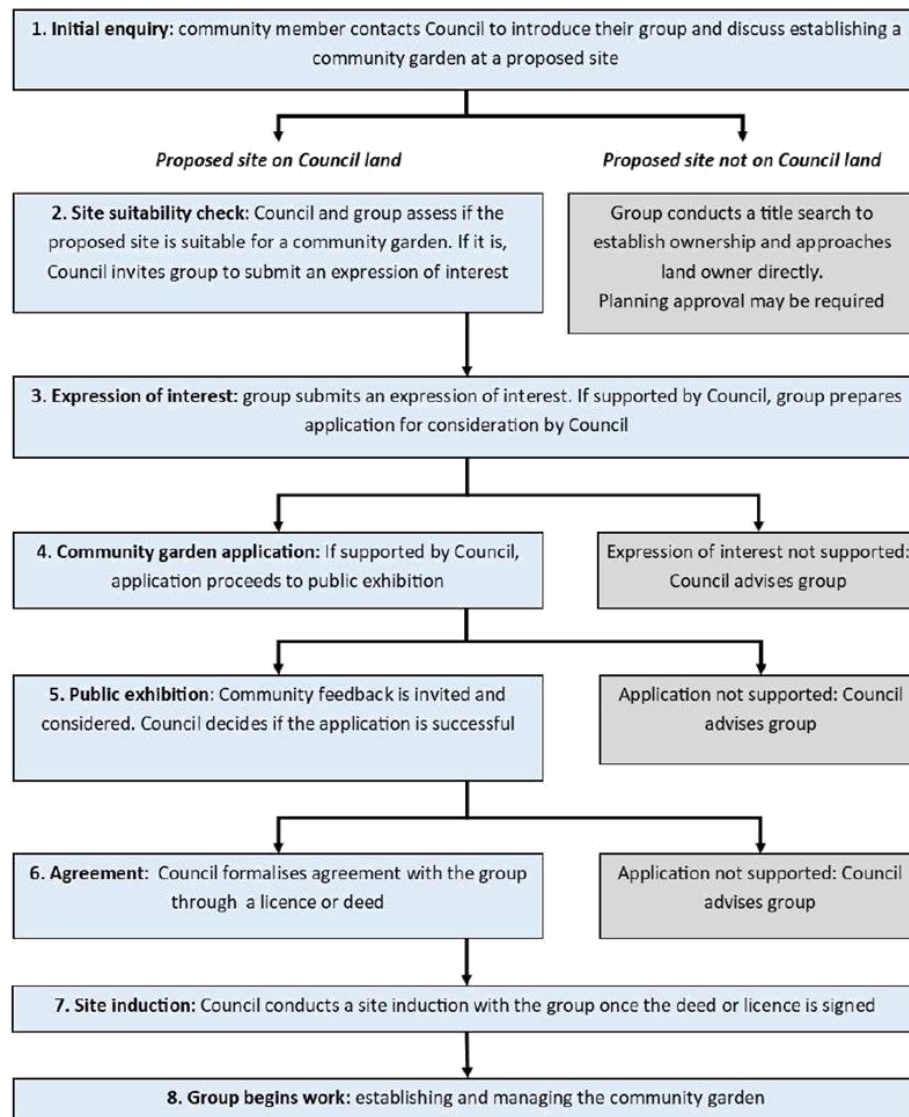 1. Initial enquiry: community member contacts Council to introduce their group and discuss establishing a
community garden at a proposed site
Proposed site on Council land
Proposed site not on Council land
2. Site suitability check: Council and group assess if the
proposed site is suitable for a community garden. If it is,
Council invites group to submit an expression of interest
Group conducts a title search to
establish ownership and approaches
land owner directly.
Planning approval may be required
3. Expression of interest: group submits an expression of interest. If supported by Council, group prepares
application for consideration by Council
4. Community garden application: If supported by Council,
application proceeds to public exhibition
Expression of interest not supported:
Council advises group
5. Public exhibition: Community feedback is invited and
considered. Council decides if the application is successful
Application not supported: Council
advises group
6. Agreement: Council formalises agreement with the group
through a licence or deed
Application not supported: Council
advises group
7. Site induction: Council conducts a site induction with the group once the deed or licence is signed
8. Group begins work: establishing and managing the community garden